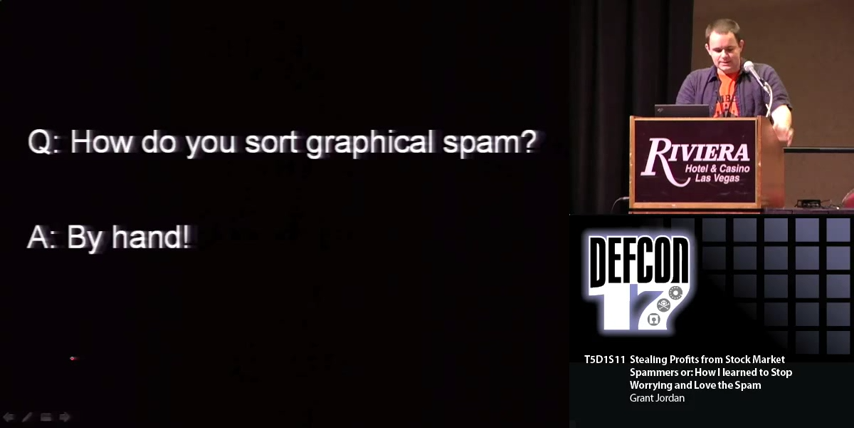 Q: How do you sort graphical spam?
A: By hand!
RIVIERA
Hotel & Casino
Las Vegas
DEFCON
17
T5D1S11 Stealing Profits from Stock Market
Spammers or: How I learned to Stop
Worrying and Love the Spam
Grant Jordan